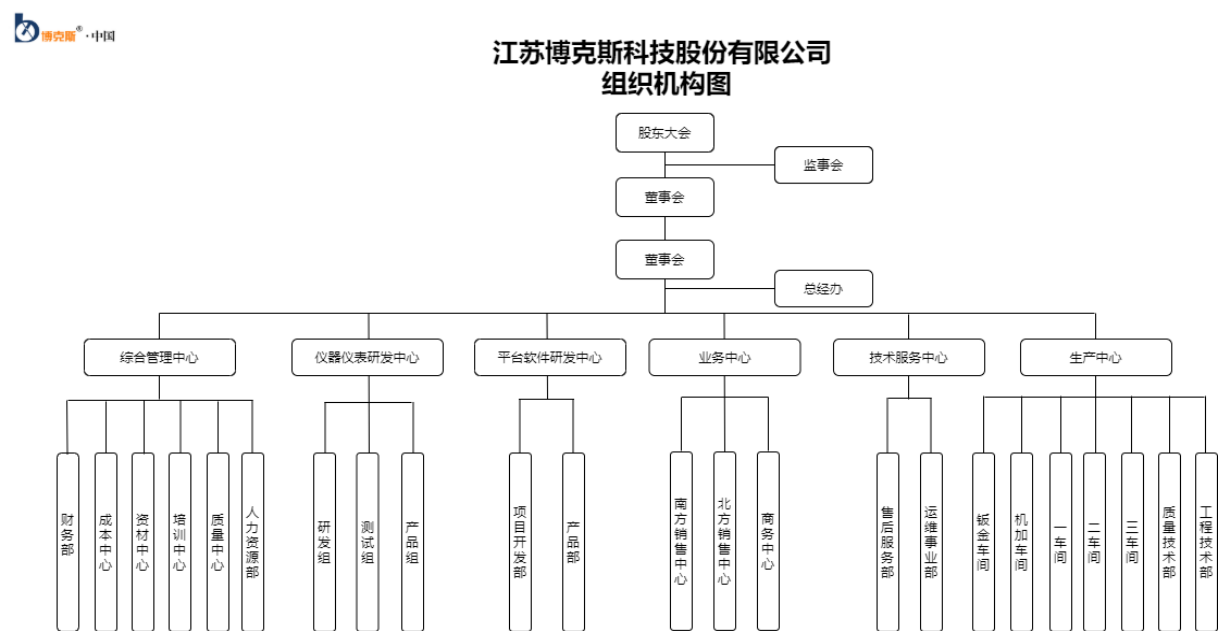 博克斯®·中国
江苏博克斯科技股份有限公司
组织机构图
股东大会
监事会
董事会
董事会
总经办
综合管理中心
仪器仪表研发中心
平台软件研发中心
业务中心
技术服务中心
生产中心
财务部
成本中心
资材中心
培训中心
质量中心
人力资源部
研发组
测试组
产品组
项目开发部
产品部
南方销售中心
北方销售中心
商务中心
售后服务部
运维事业部
钣金车间
机加车间
一车间
二车间
三车间
质量技术部
工程技术部